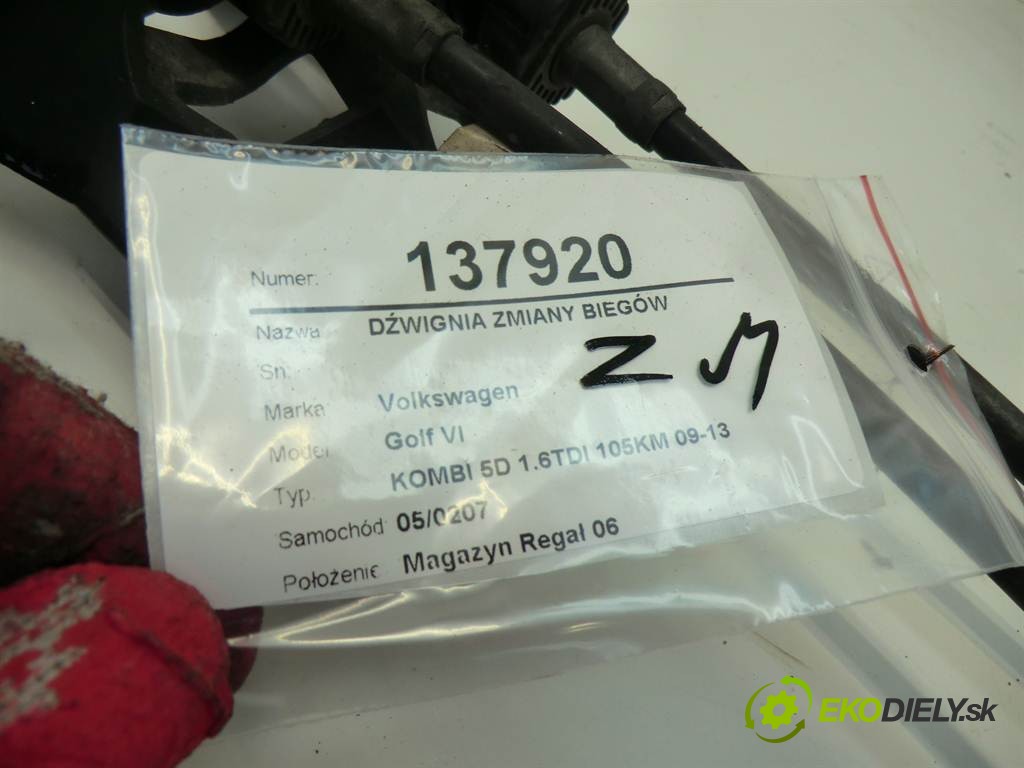 Numer: 137920
Nazwa DŹWIGNIA ZMIANY BIEGÓW
Sn:
Marka Volkswagen
Model Golf VI
Typ KOMBI 5D 1.6TDI 105KM 09-13
Samochód 05/0207
Położenie Magazyn Regał 06
Z
EKODIELY.sk